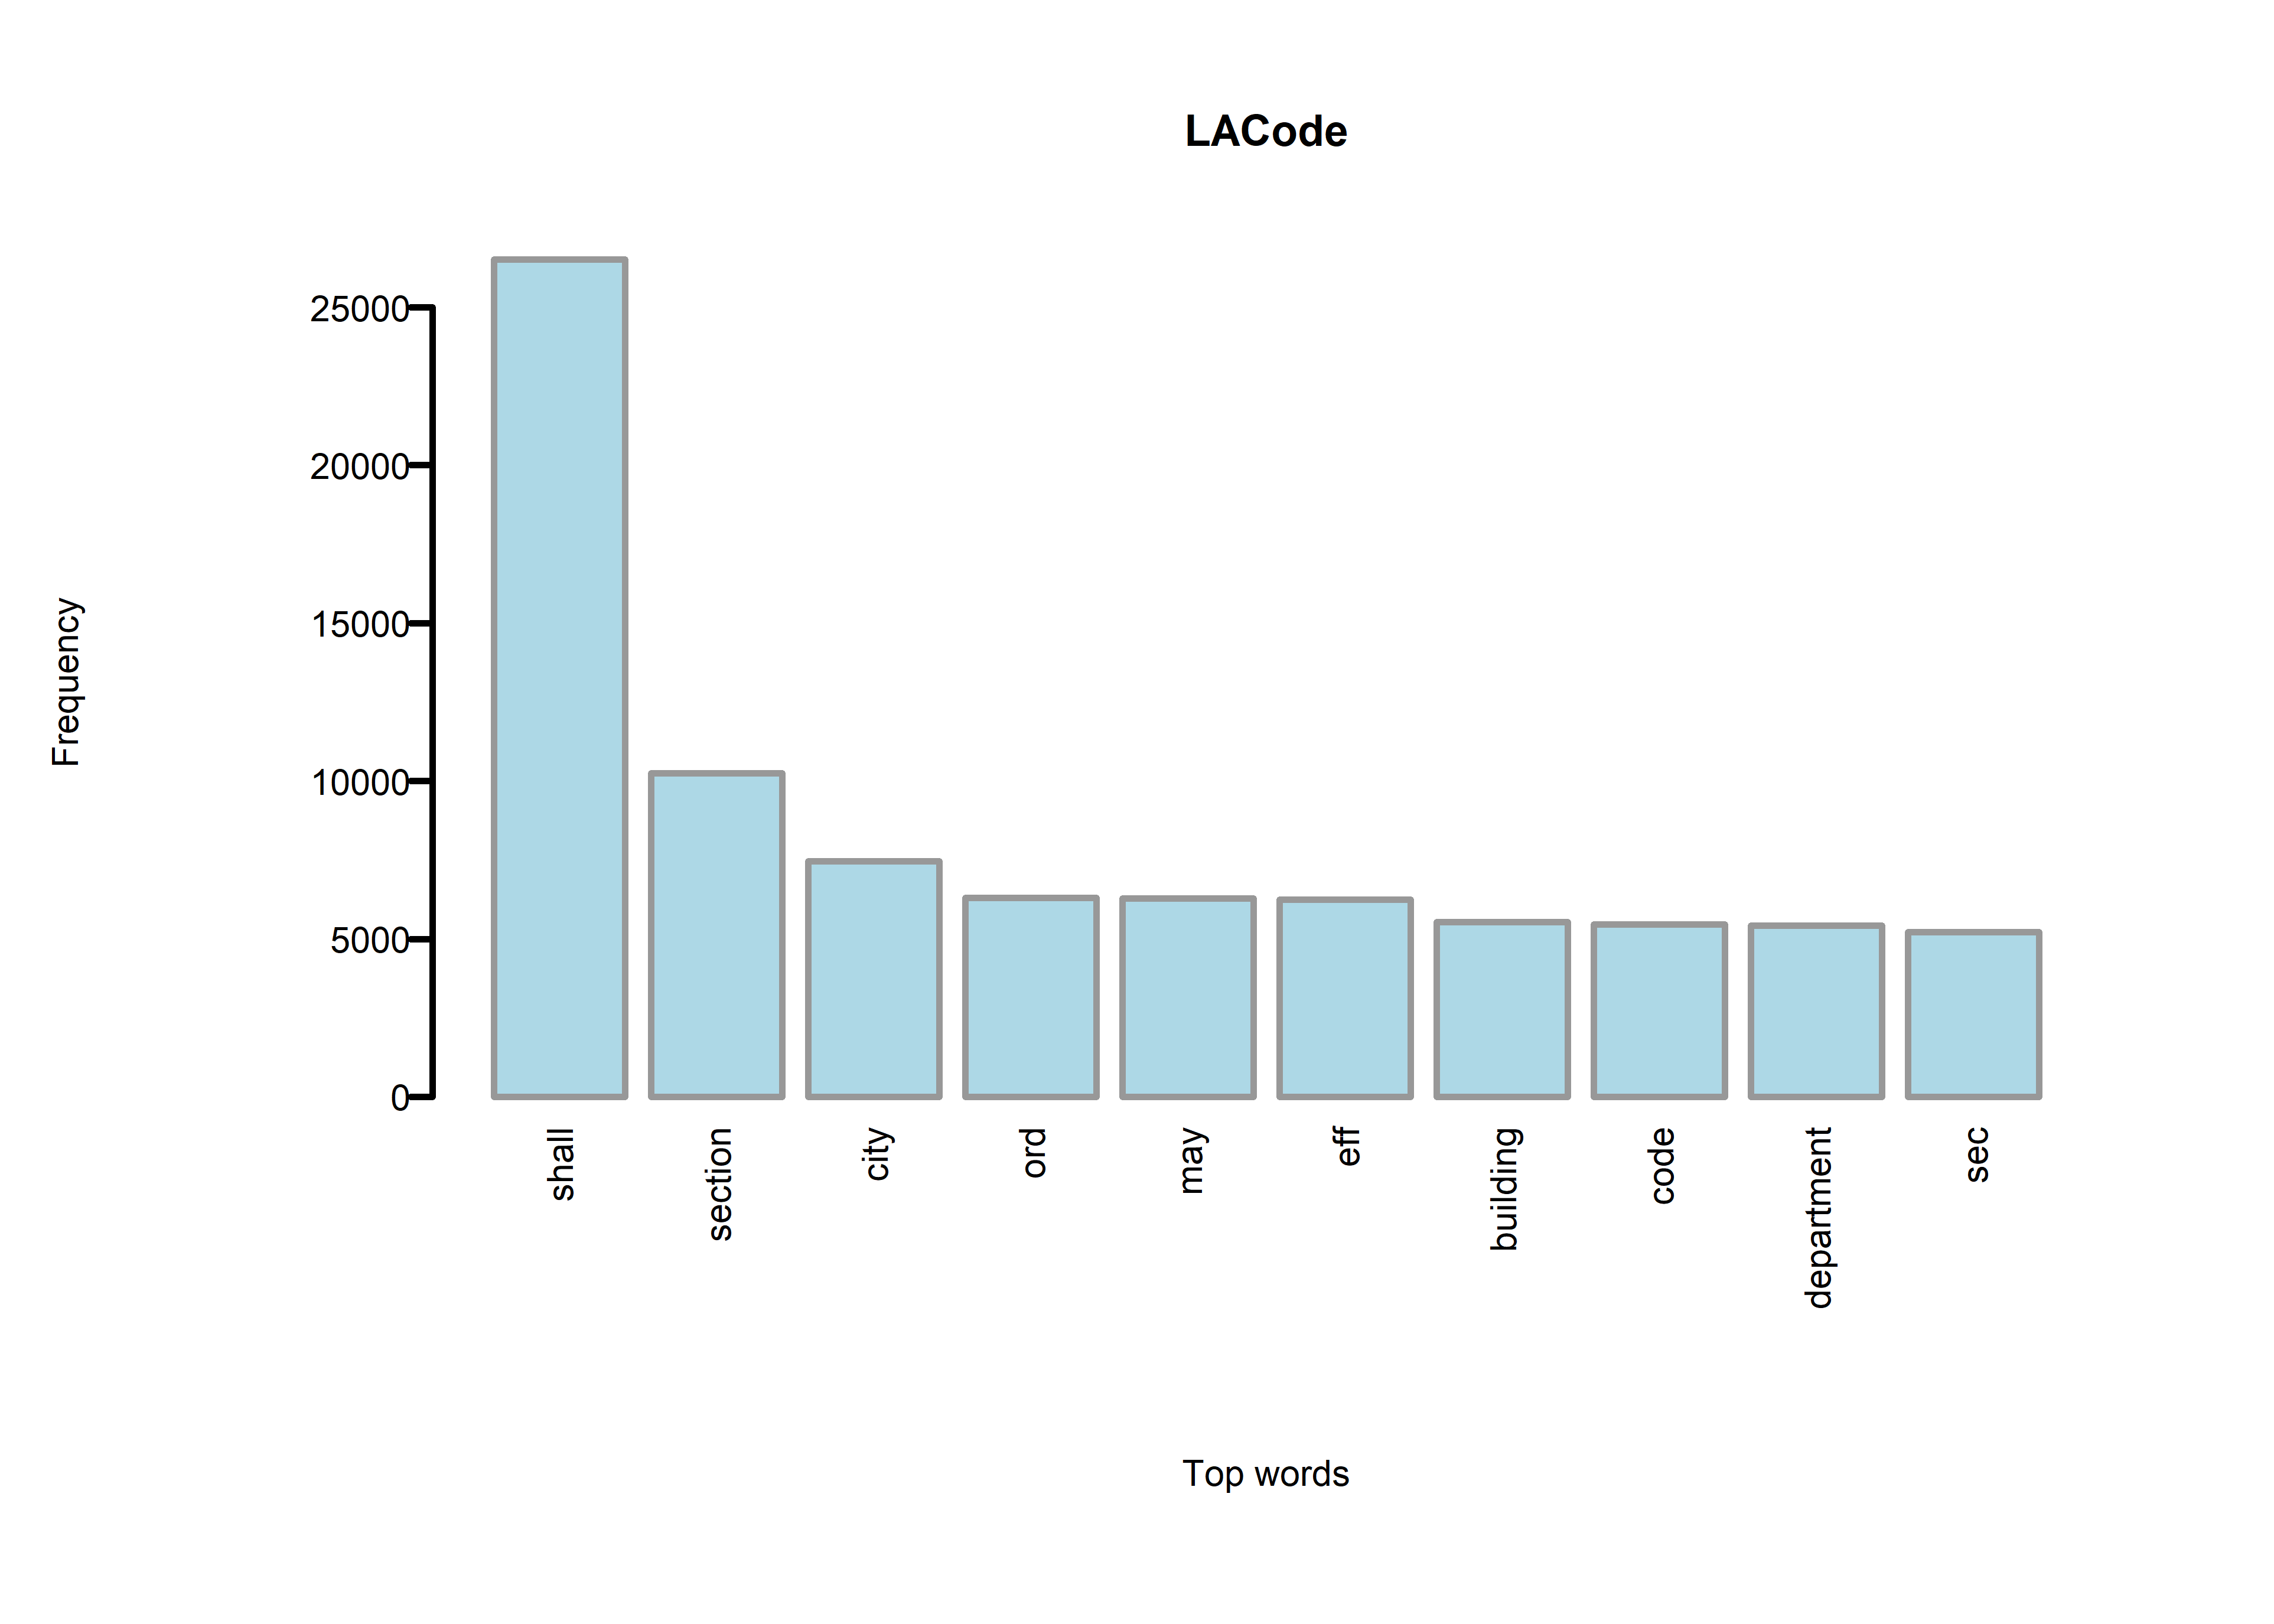 LACode
Frequency
25000
20000
15000
10000
5000
0
shall
section
city
ord
may
eff
building
code
department
sec
Top words